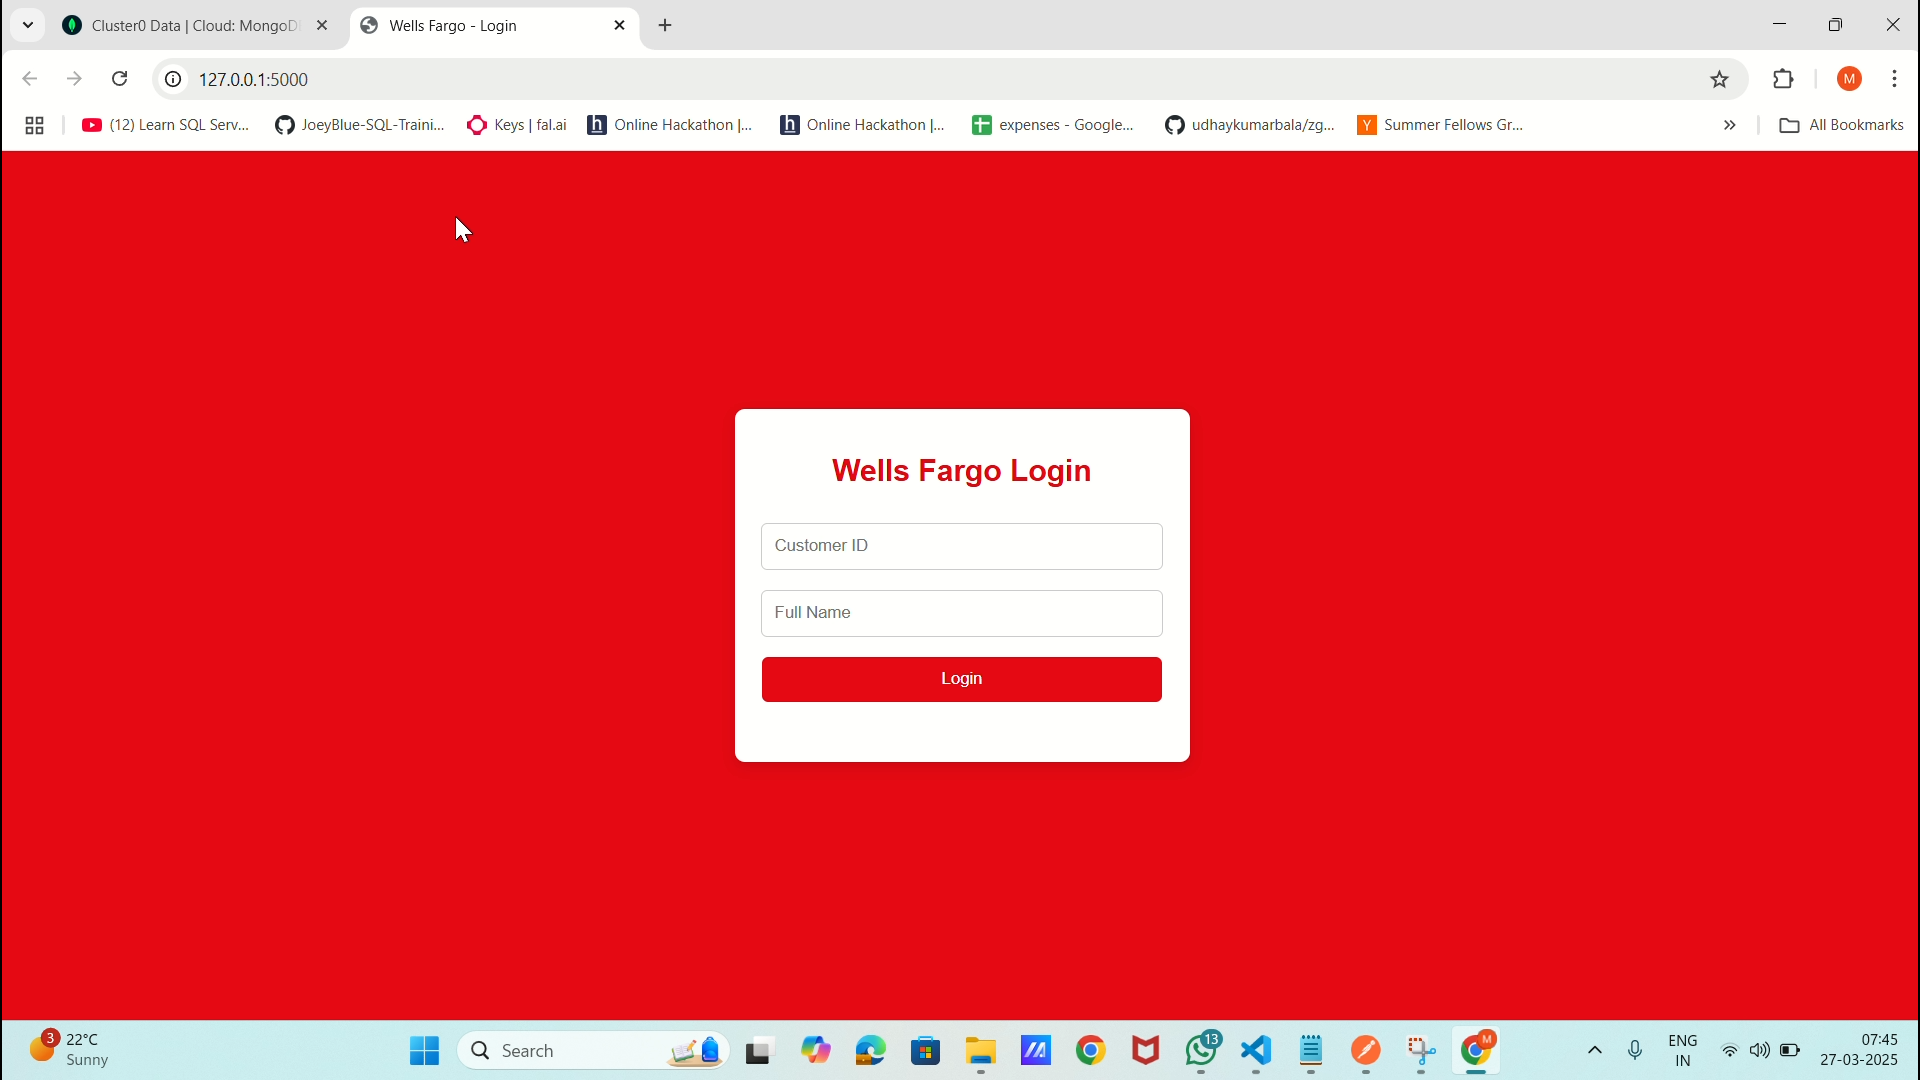 Cluster0 Data | Cloud: MongoD
Wells Fargo - Login
127.0.0.1:5000
M
(12) Learn SQL Serv...
JoeyBlue-SQL-Traini...
Keys | fal.ai
h
Online Hackathon |...
h
Online Hackathon |...
expenses - Google...
udhaykumarbala/zg...
Y
Summer Fellows Gr...
All Bookmarks
Wells Fargo Login
Customer ID
Full Name
Login
3
22°C
Sunny
Search
13
M
ENG
IN
07:45
27-03-2025